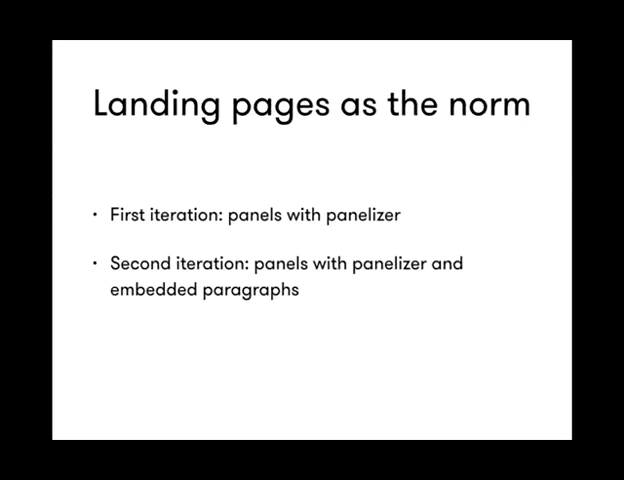 Landing pages as the norm
• First iteration: panels with panelizer
• Second iteration: panels with panelizer and
embedded paragraphs